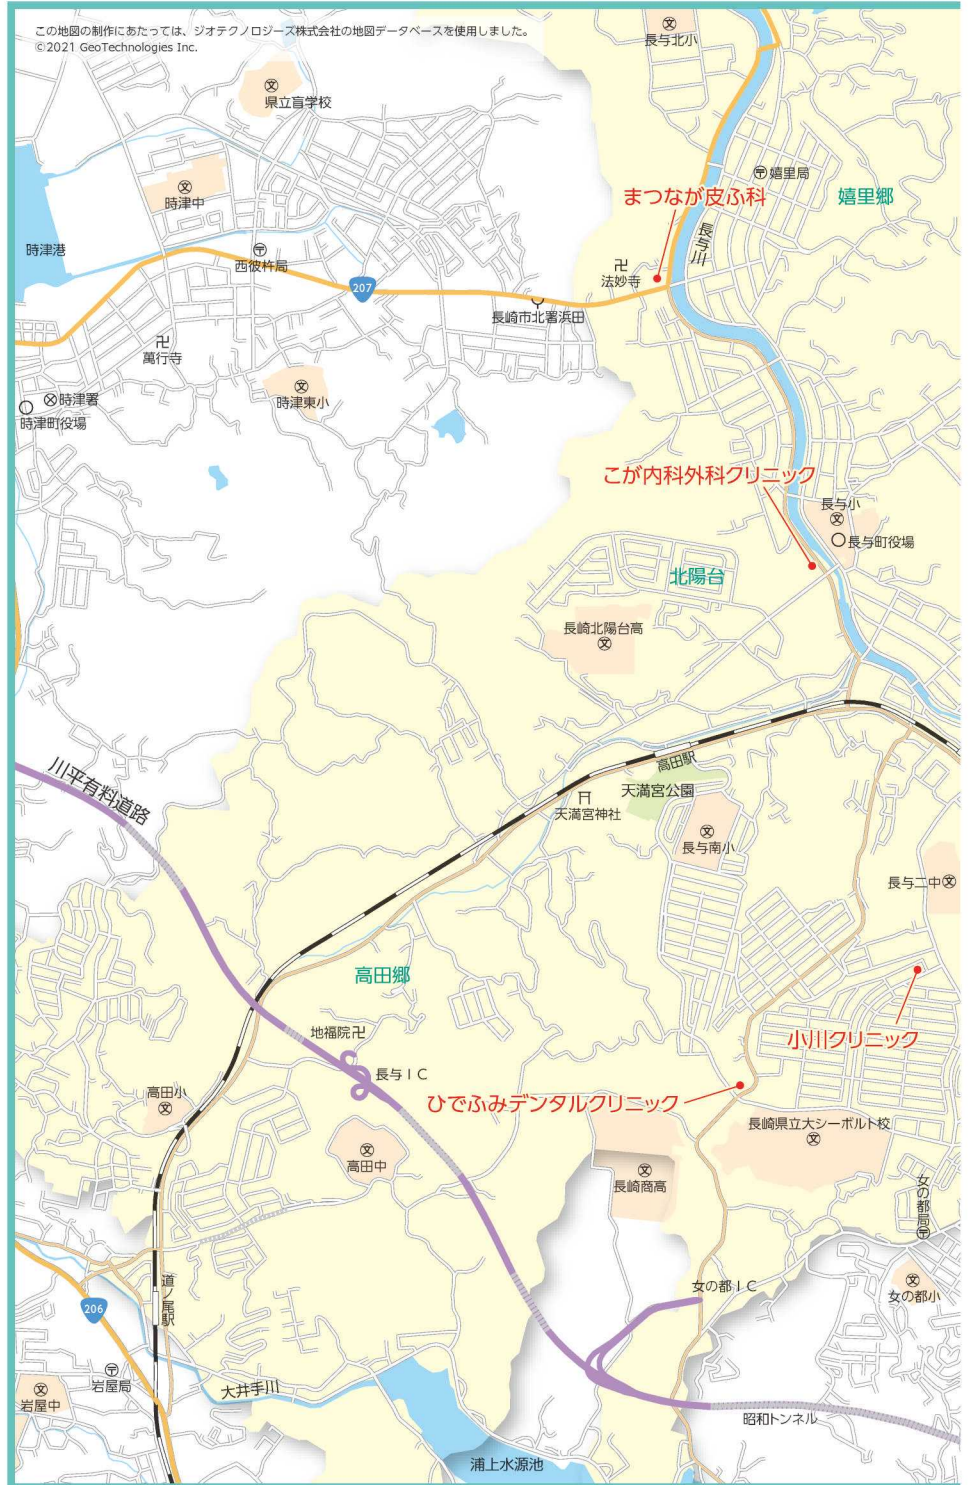 この地図の制作にあたっては、ジオテクノロジーズ株式会社の地図データベースを使用しました。
©2021 GeoTechnologies Inc.
長与北小
県立盲学校
嬉里局
時津中
まつなが皮ふ科
嬉里郷
長与川
時津港
西彼杵局
法妙寺
207
長崎市北署浜田
萬行寺
時津東小
時津署
時津町役場
こが内科外科クリニック
長与小
長与町役場
北陽台
長崎北陽台高
高田駅
川平有料道路
天満宮公園
天満宮神社
長与南小
長与二中
高田郷
地福院
小川クリニック
長与IC
高田小
ひでふみデンタルクリニック
長崎県立大シーボルト校
高田中
長崎商高
女の都局
道ノ尾駅
女の都IC
女の都小
206
岩屋局
大井手川
岩屋中
昭和トンネル
浦上水源池